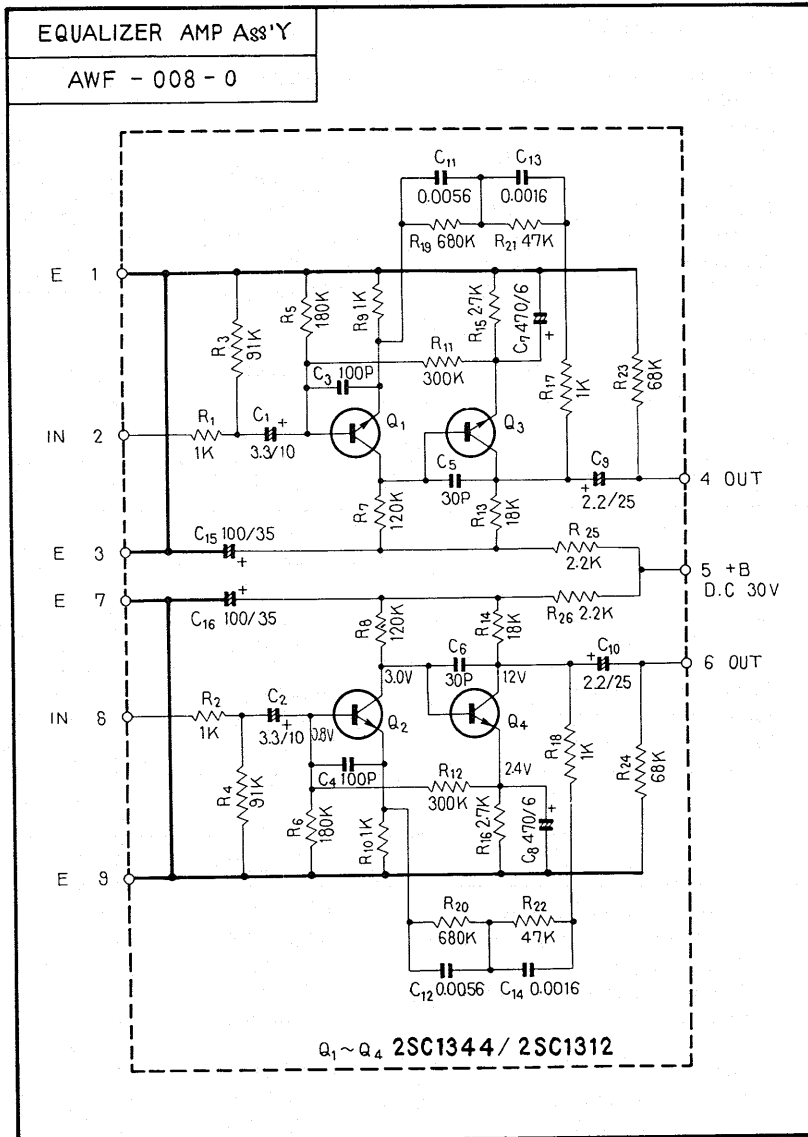 EQUALIZER AMP Ass'Y
AWF - 008 - 0
C11
0.0056
C13
0.0016
R19 680K
R21 47K
E 1
R3
91K
R5
180K
R9 1K
R15 2.7K
C7 470/6
+
R11
300K
C3 100P
R17
1K
R23
68K
IN 2
R1
1K
C1
+
3.3/10
Q1
Q3
C5
30P
C9
+
2.2/25
4 OUT
R7
120K
R13
18K
E 3
C15 100/35
+
R25
2.2K
5 +B
D.C 30V
E 7
C16 100/35
+
R26 2.2K
R8
120K
R14
18K
C6
30P
3.0V
12V
C10
+
2.2/25
6 OUT
IN 8
R2
1K
C2
+
3.3/10
0.8V
Q2
Q4
R18
1K
R24
68K
R4
91K
C4 100P
R12
300K
2.4V
R6
180K
R10 1K
R16 2.7K
C8 470/6
+
E 9
R20
680K
R22
47K
C12 0.0056
C14 0.0016
Q1~Q4 2SC1344/2SC1312